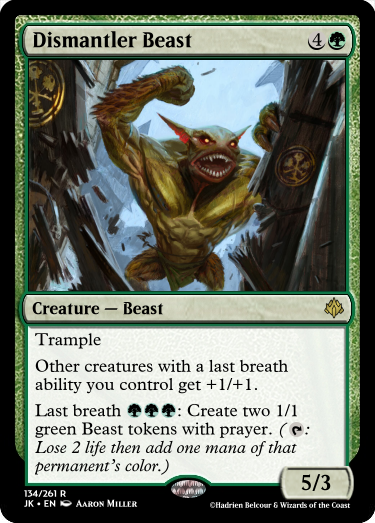 Dismantler Beast 4
Creature — Beast
Trample
Other creatures with a last breath
ability you control get +1/+1.
Last breath : Create two 1/1
green Beast tokens with prayer. ( :
Lose 2 life then add one mana of that
permanent's color.)
5/3
134/261 R
JK • EN Aaron Miller
©Hadrien Belcour & Wizards of the Coast